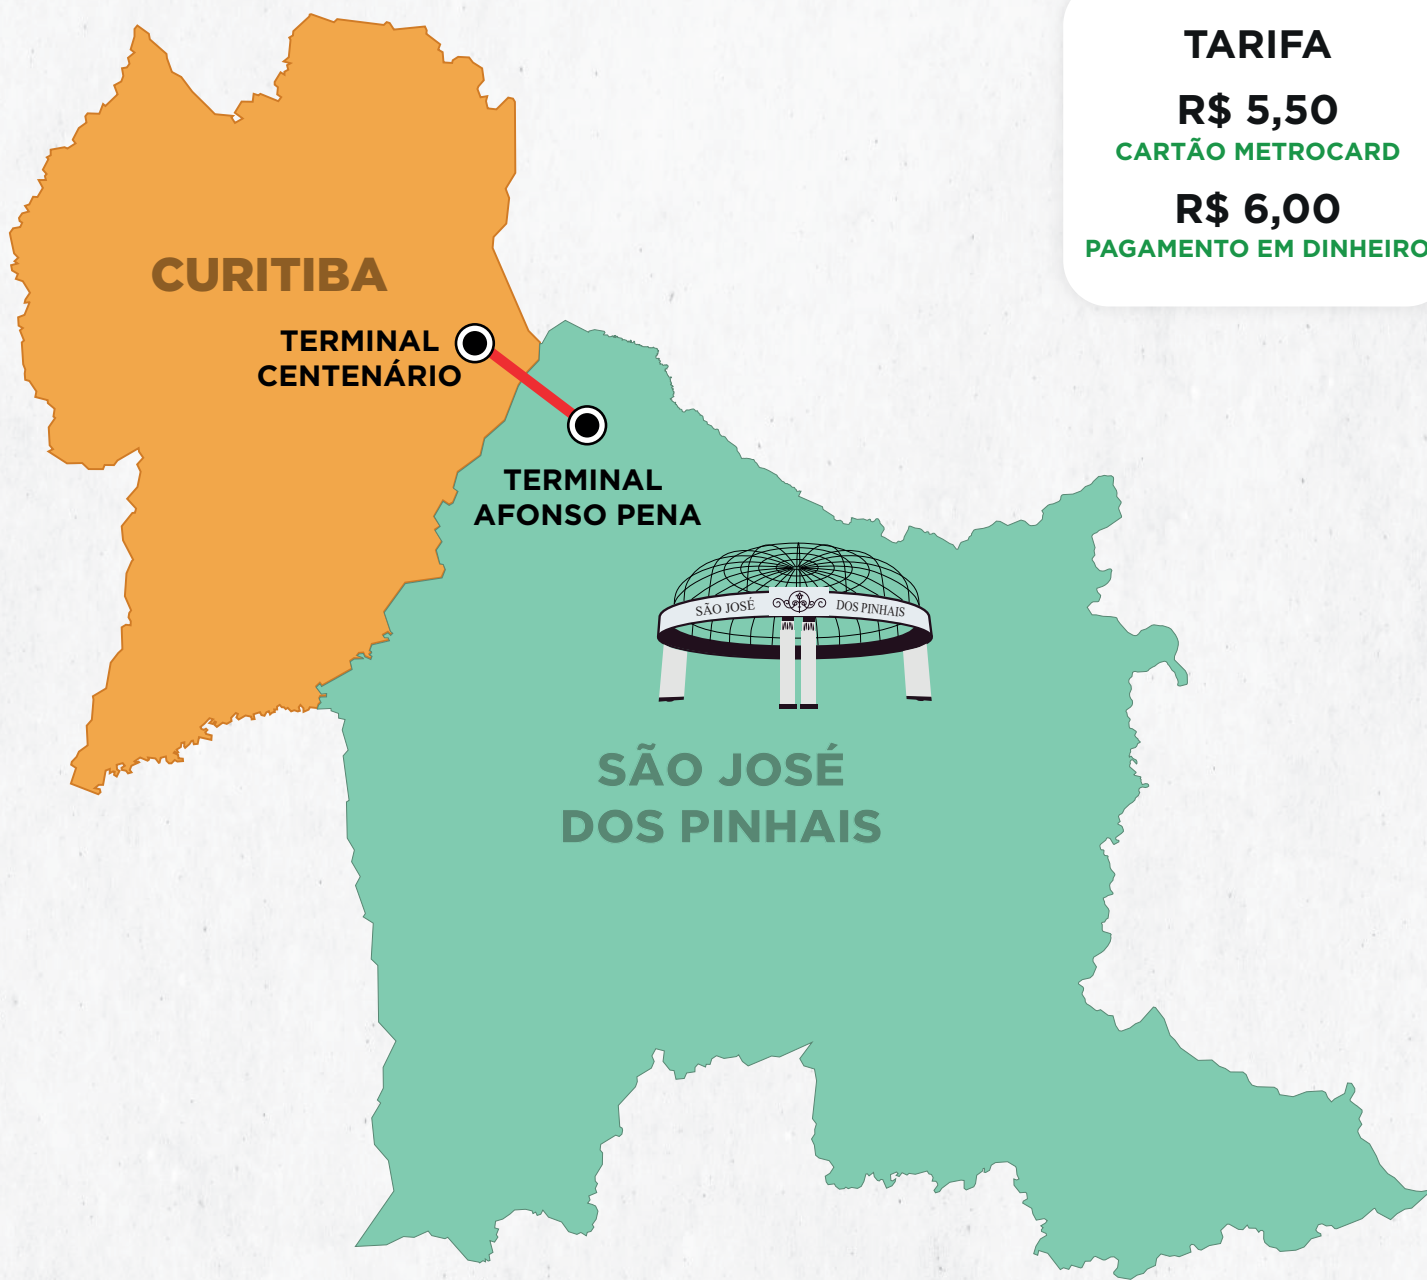 TARIFA
R$ 5,50
CARTÃO METROCARD
R$ 6,00
PAGAMENTO EM DINHEIRO
CURITIBA
TERMINAL
CENTENÁRIO
TERMINAL
AFONSO PENA
SÃO JOSÉ DOS PINHAIS
SÃO JOSÉ
DOS PINHAIS